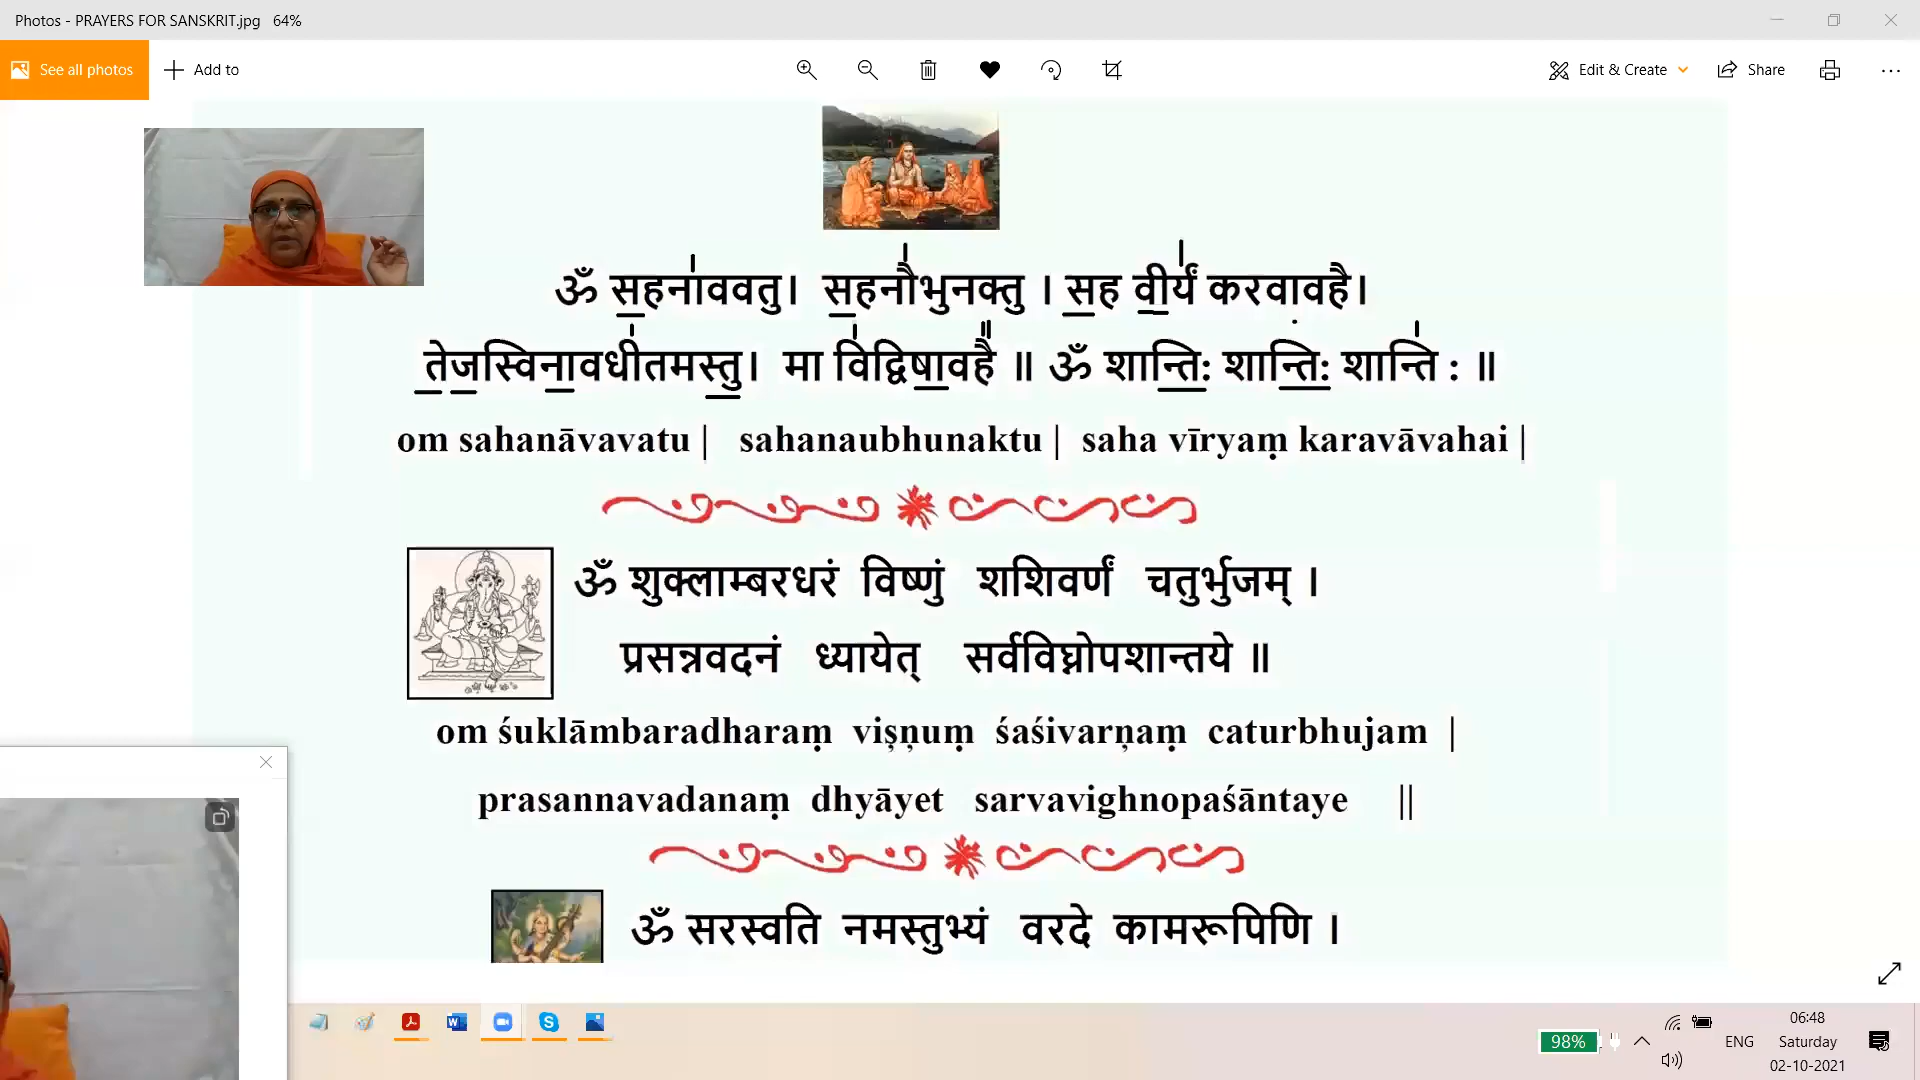 Photos - PRAYERS FOR SANSKRIT.jpg 64%
See all photos
Add to
Edit & Create
Share
ॐ सहना॑ववतु। सहनौ॑भुनक्तु । सह वीर्यं॑ करवावहै।
तेजस्विनावधी॑तमस्तु। मा वि॑द्विषावहै᳚ ॥ ॐ शान्ति: शान्ति: शान्ति॑ : ॥
om sahanāvavatu | sahanaubhunaktu | saha vīryaṃ karavāvahai |
ॐ शुक्लाम्बरधरं विष्णुं शशिवर्णं चतुर्भुजम् ।
प्रसन्नवदनं ध्यायेत् सर्वविघ्नोपशान्तये ॥
om śuklāmbaradharaṃ viṣṇuṃ śaśivarṇaṃ caturbhujam |
prasannavadanaṃ dhyāyet sarvavighnopaśāntaye ||
ॐ सरस्वति नमस्तुभ्यं वरदे कामरूपिणि ।
98%
ENG
06:48
Saturday
02-10-2021